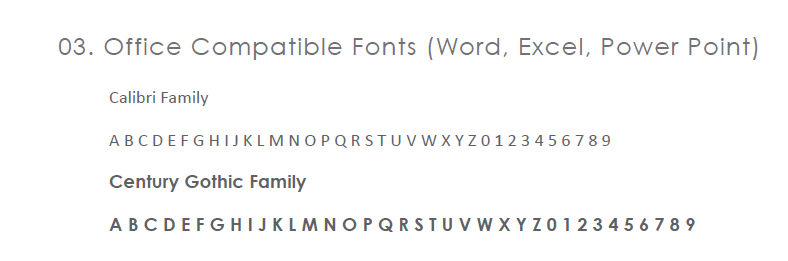 03. Office Compatible Fonts (Word, Excel, Power Point)
Calibri Family
A B C D E F G H I J K L M N O P Q R S T U V W X Y Z 0 1 2 3 4 5 6 7 8 9
Century Gothic Family
A B C D E F G H I J K L M N O P Q R S T U V W X Y Z 0 1 2 3 4 5 6 7 8 9